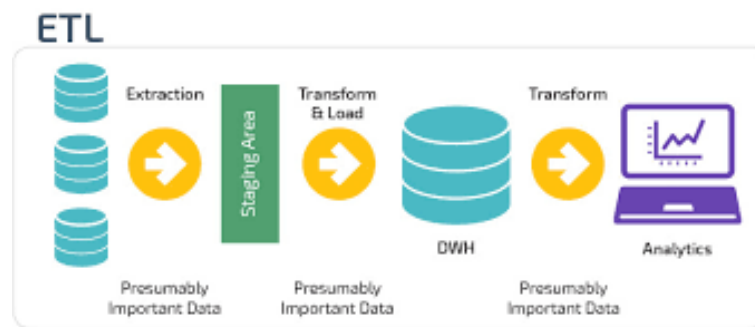 ETL
Extraction
Staging Area
Transform
& Load
DWH
Transform
Analytics
Presumably
Important Data
Presumably
Important Data
Presumably
Important Data